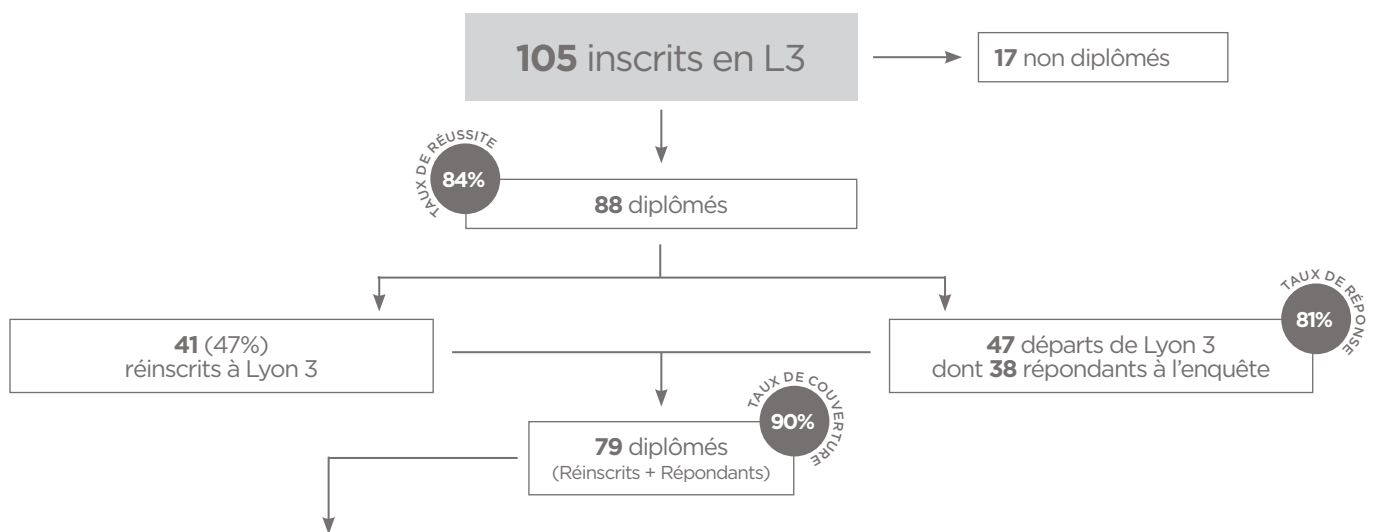 105 inscrits en L3
17 non diplômés
TAUX DE RÉUSSITE
84%
88 diplômés
41 (47%)
réinscrits à Lyon 3
TAUX DE RÉPONSE
81%
47 départs de Lyon 3
dont 38 répondants à l'enquête
TAUX DE COUVERTURE
90%
79 diplômés
(Réinscrits + Répondants)